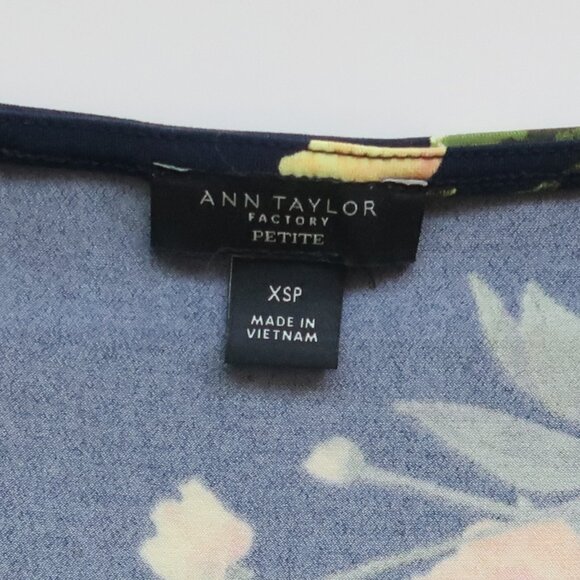 ANN TAYLOR
FACTORY
PETITE
XSP
MADE IN
VIETNAM